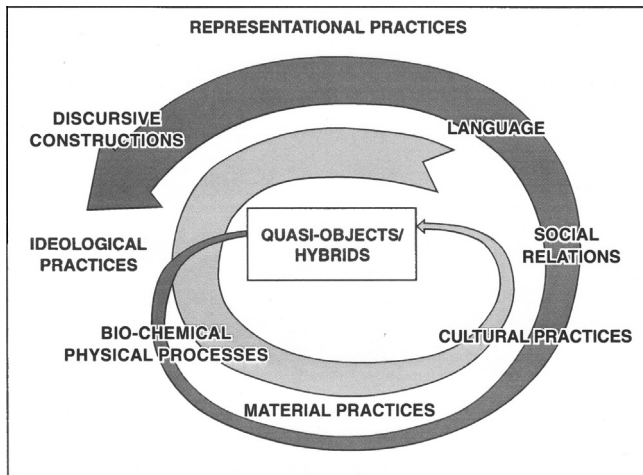 REPRESENTATIONAL PRACTICES
DISCURSIVE
CONSTRUCTIONS
LANGUAGE
IDEOLOGICAL
PRACTICES
QUASI-OBJECTS/
HYBRIDS
SOCIAL
RELATIONS
BIO-CHEMICAL
PHYSICAL PROCESSES
CULTURAL PRACTICES
MATERIAL PRACTICES